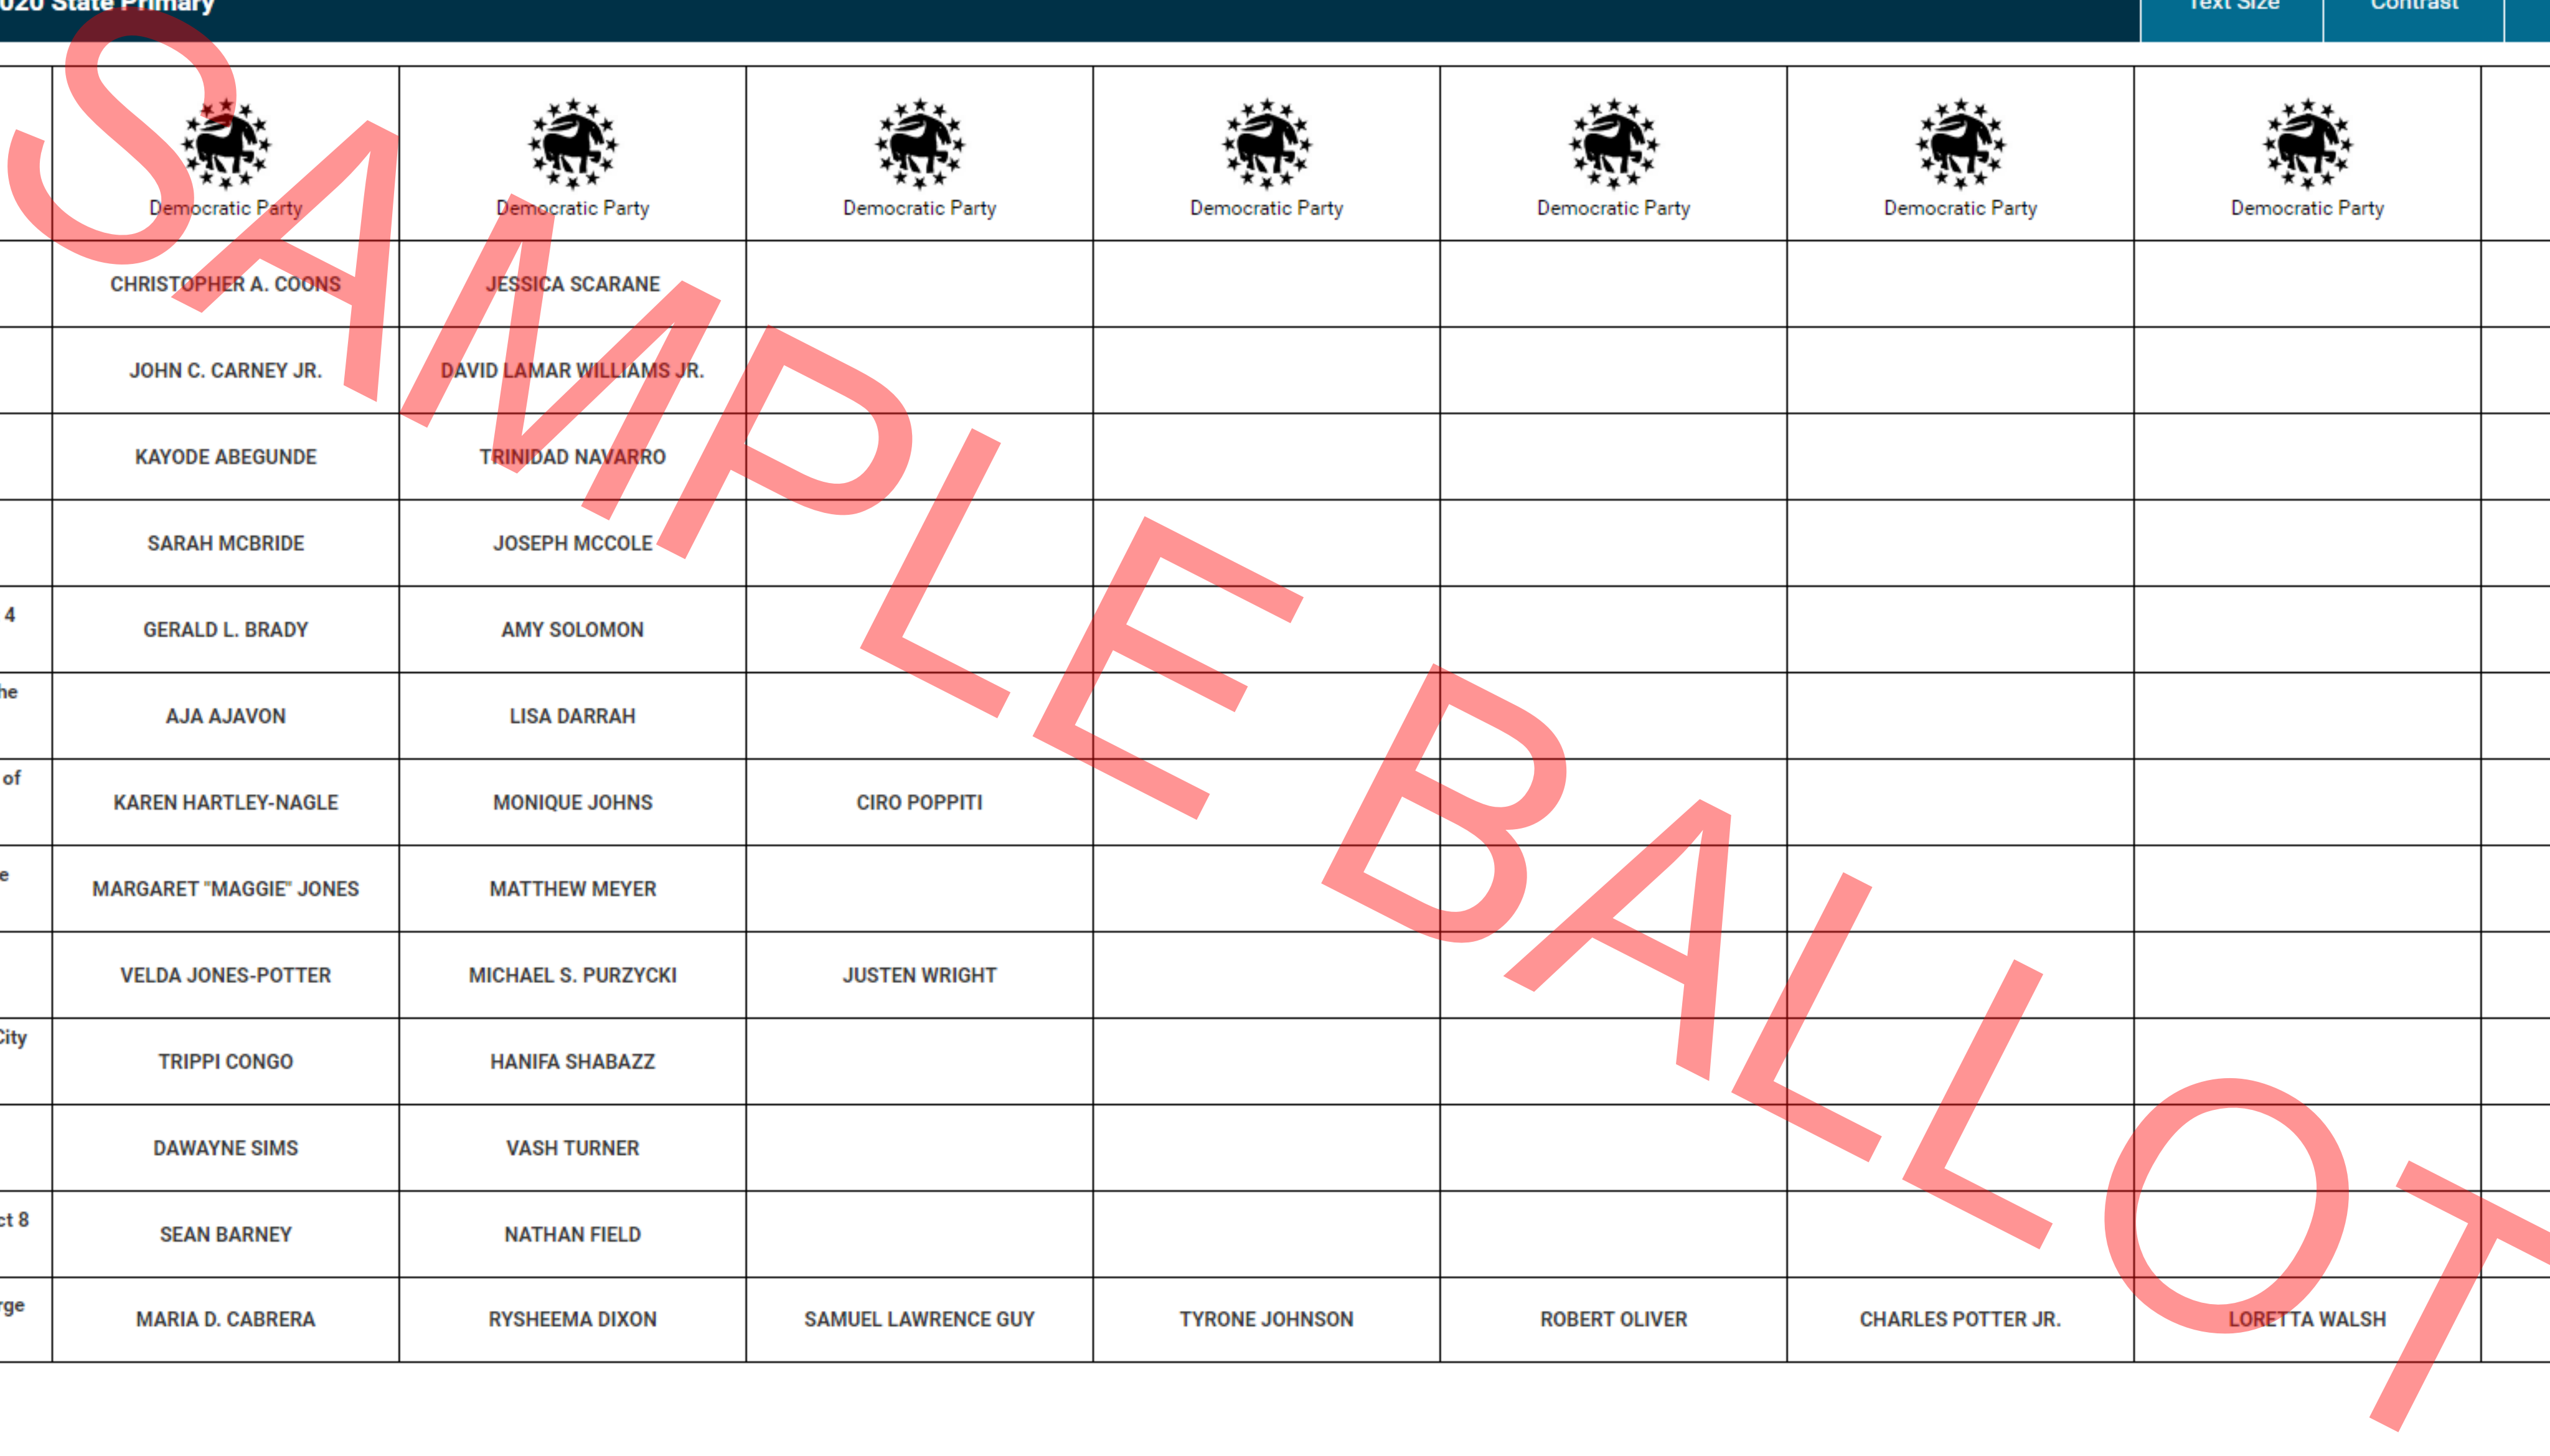 020 State Primary
Text Size Contrast
Democratic Party Democratic Party Democratic Party Democratic Party Democratic Party Democratic Party Democratic Party
CHRISTOPHER A. COONS JESSICA SCARANE
JOHN C. CARNEY JR. DAVID LAMAR WILLIAMS JR.
KAYODE ABEGUNDE TRINIDAD NAVARRO
SARAH MCBRIDE JOSEPH MCCOLE
4
GERALD L. BRADY AMY SOLOMON
he
AJA AJAVON LISA DARRAH
of
KAREN HARTLEY-NAGLE MONIQUE JOHNS CIRO POPPITI
e
MARGARET "MAGGIE" JONES MATTHEW MEYER
VELDA JONES-POTTER MICHAEL S. PURZYCKI JUSTEN WRIGHT
City
TRIPPI CONGO HANIFA SHABAZZ
DAWAYNE SIMS VASH TURNER
ct 8
SEAN BARNEY NATHAN FIELD
rge
MARIA D. CABRERA RYSHEEMA DIXON SAMUEL LAWRENCE GUY TYRONE JOHNSON ROBERT OLIVER CHARLES POTTER JR. LORETTA WALSH
SAMPLE BALLOT